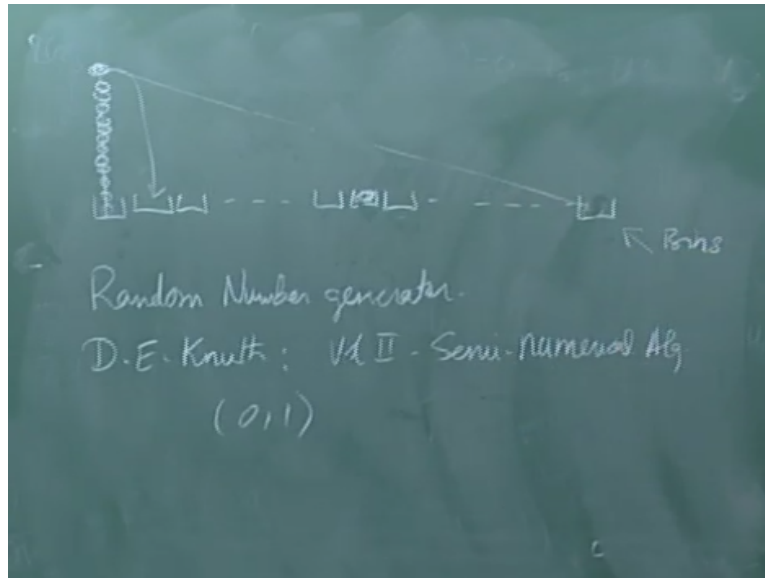 Bins
Random Number generator.
D.E. Knuth : Vol II - Semi-numerical Alg
(0,1)